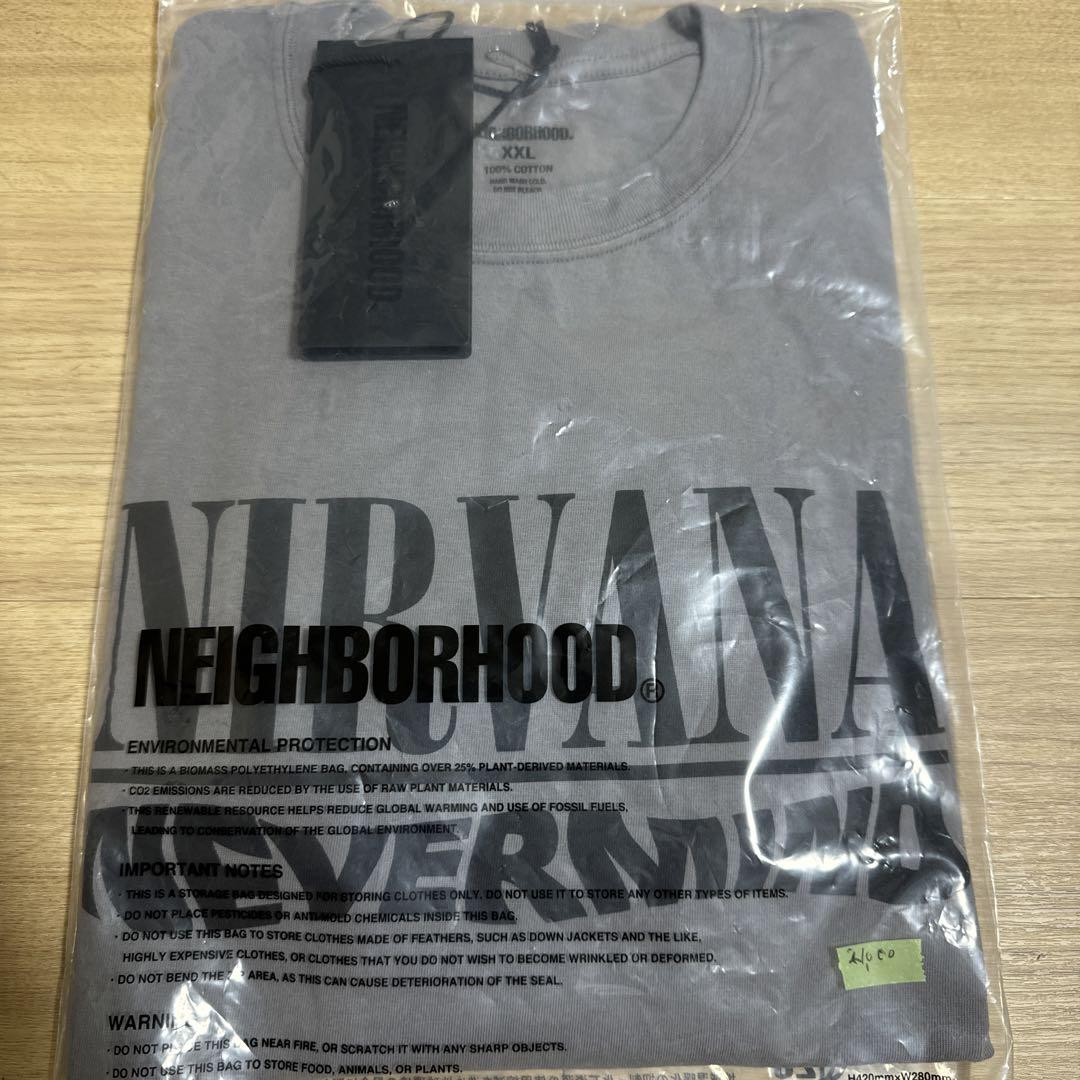 NEIGHBORHOOD.
XXL
100% COTTON
HAND WASH COLD.
DO NOT BLEACH.
NIRVANA
NEIGHBORHOOD®
NEVERMIND
ENVIRONMENTAL PROTECTION
· THIS IS A BIOMASS POLYETHYLENE BAG, CONTAINING OVER 25% PLANT-DERIVED MATERIALS.
· CO2 EMISSIONS ARE REDUCED BY THE USE OF RAW PLANT MATERIALS.
· THIS RENEWABLE RESOURCE HELPS REDUCE GLOBAL WARMING AND USE OF FOSSIL FUELS,
LEADING TO CONSERVATION OF THE GLOBAL ENVIRONMENT.
IMPORTANT NOTES
· THIS IS A STORAGE BAG DESIGNED FOR STORING CLOTHES ONLY. DO NOT USE IT TO STORE ANY OTHER TYPES OF ITEMS.
· DO NOT PLACE PESTICIDES OR ANTI-MOLD CHEMICALS INSIDE THIS BAG.
· DO NOT USE THIS BAG TO STORE CLOTHES MADE OF FEATHERS, SUCH AS DOWN JACKETS AND THE LIKE,
HIGHLY EXPENSIVE CLOTHES, OR CLOTHES THAT YOU DO NOT WISH TO BECOME WRINKLED OR DEFORMED.
· DO NOT BEND THE ZIP AREA, AS THIS CAN CAUSE DETERIORATION OF THE SEAL.
WARNING
· DO NOT PLACE THIS BAG NEAR FIRE, OR SCRATCH IT WITH ANY SHARP OBJECTS.
· DO NOT USE THIS BAG TO STORE FOOD, ANIMALS, OR PLANTS.
H420mm×W280mm